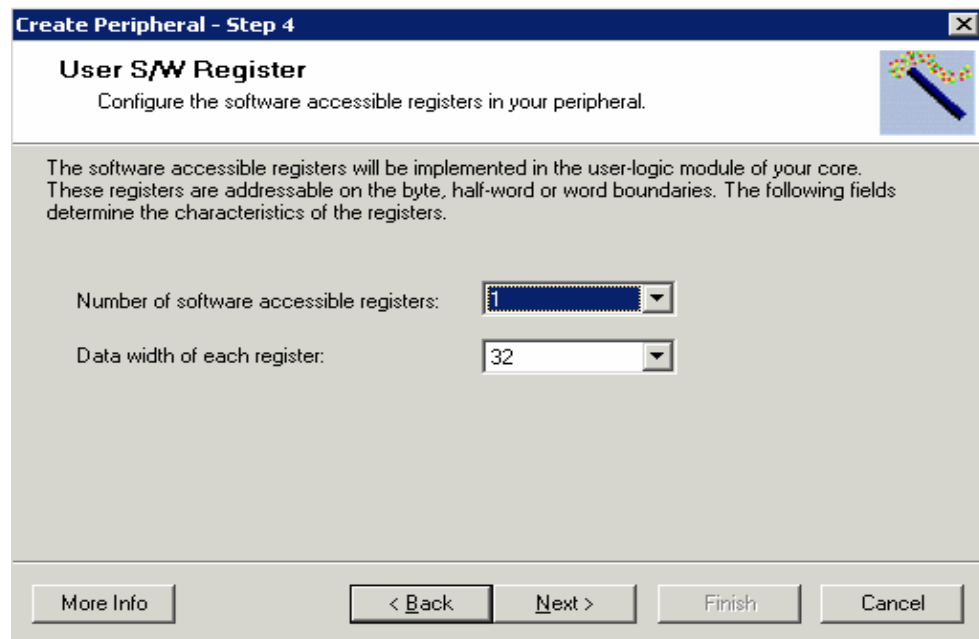 Create Peripheral - Step 4
User S/W Register
Configure the software accessible registers in your peripheral.
The software accessible registers will be implemented in the user-logic module of your core.
These registers are addressable on the byte, half-word or word boundaries. The following fields
determine the characteristics of the registers.
Number of software accessible registers: 1
Data width of each register: 32
More Info < Back Next > Finish Cancel